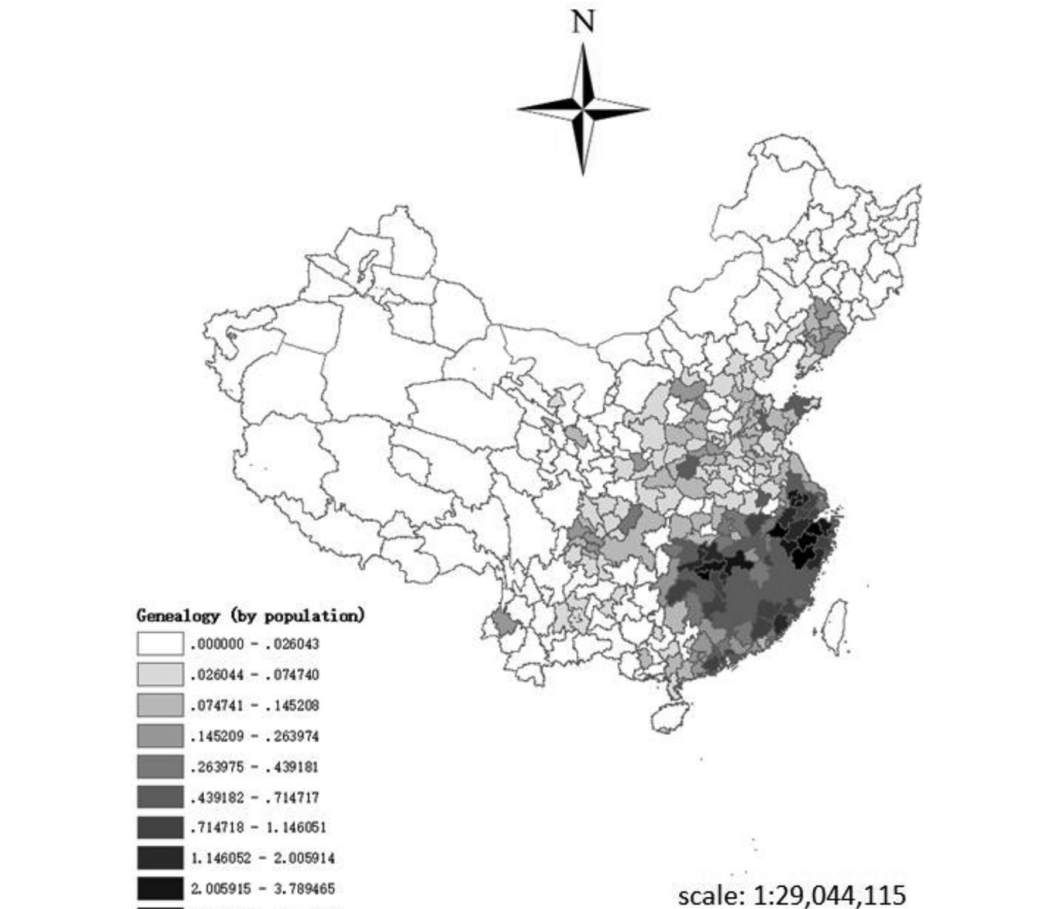 N
Genealogy (by population)
.000000 - .026043
.026044 - .074740
.074741 - .145208
.145209 - .263974
.263975 - .439181
.439182 - .714717
.714718 - 1.146051
1.146052 - 2.005914
2.005915 - 3.789465
scale: 1:29,044,115